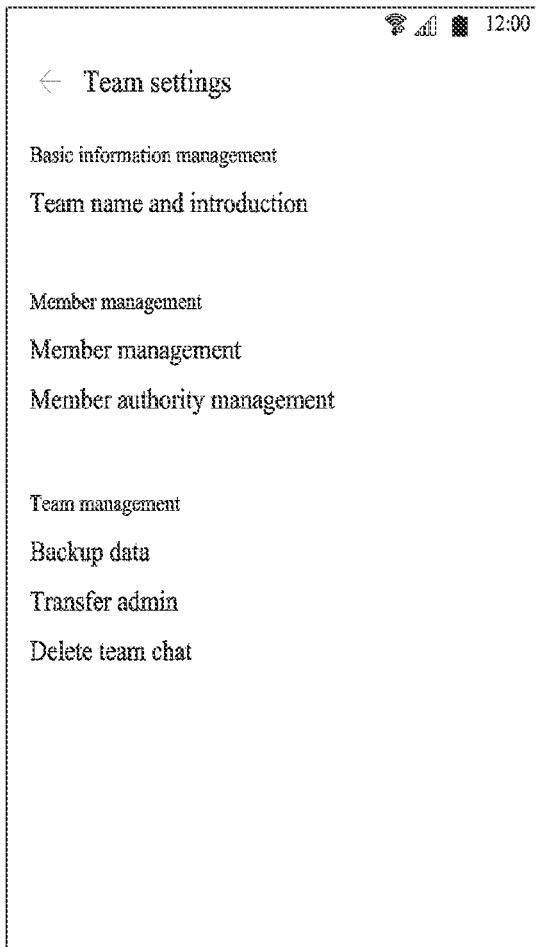 12:00
Team settings
Basic information management
Team name and introduction
Member management
Member management
Member authority management
Team management
Backup data
Transfer admin
Delete team chat